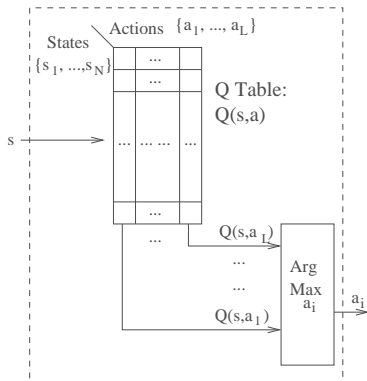 Actions {a_1, ..., a_L}
States
{s_1, ...,s_N}
...
...
Q Table:
Q(s,a)
s
... ... ... ...
...
...
Q(s,a_L)
...
...
Q(s,a_1)
Arg
Max
a_i
a_i